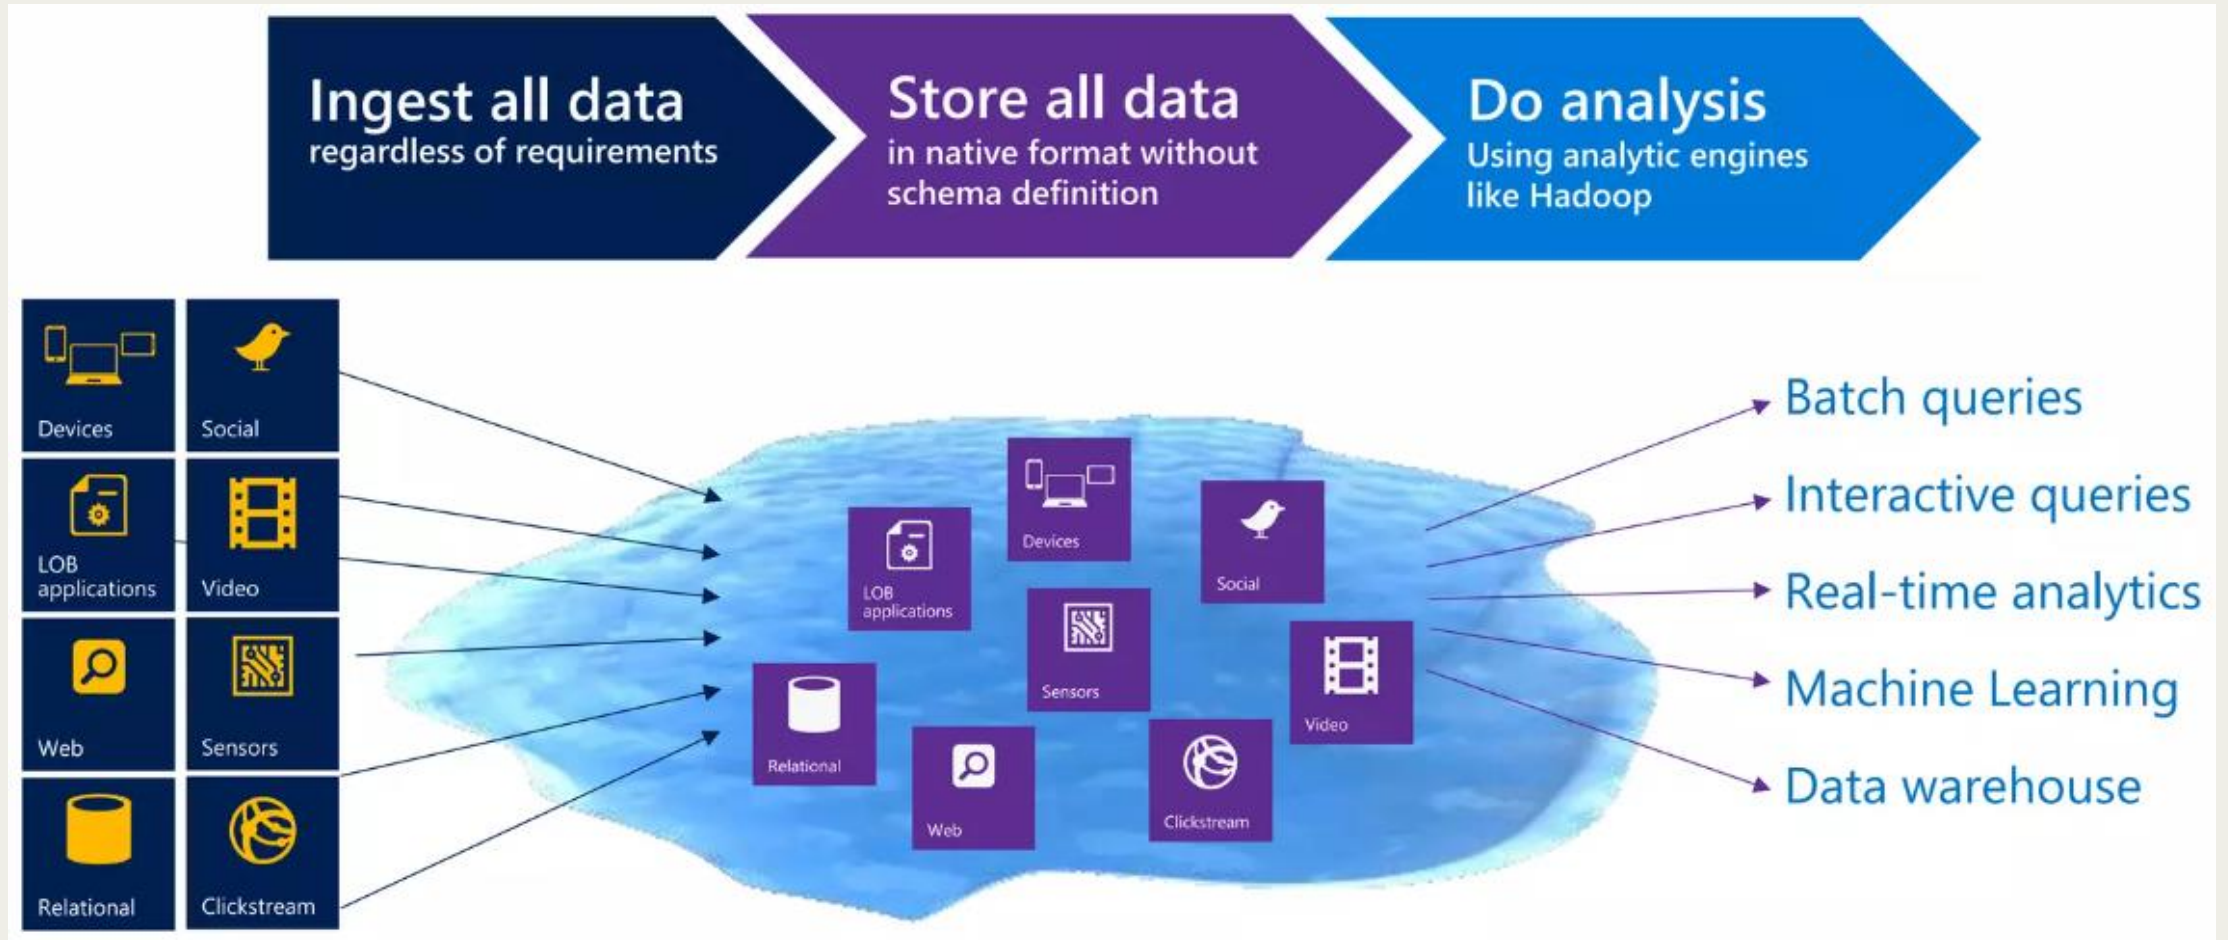 Ingest all data
regardless of requirements
Store all data
in native format without
schema definition
Do analysis
Using analytic engines
like Hadoop
Devices
Social
LOB
applications
Video
Web
Sensors
Relational
Clickstream
Devices
Social
LOB
applications
Sensors
Video
Relational
Web
Clickstream
Batch queries
Interactive queries
Real-time analytics
Machine Learning
Data warehouse